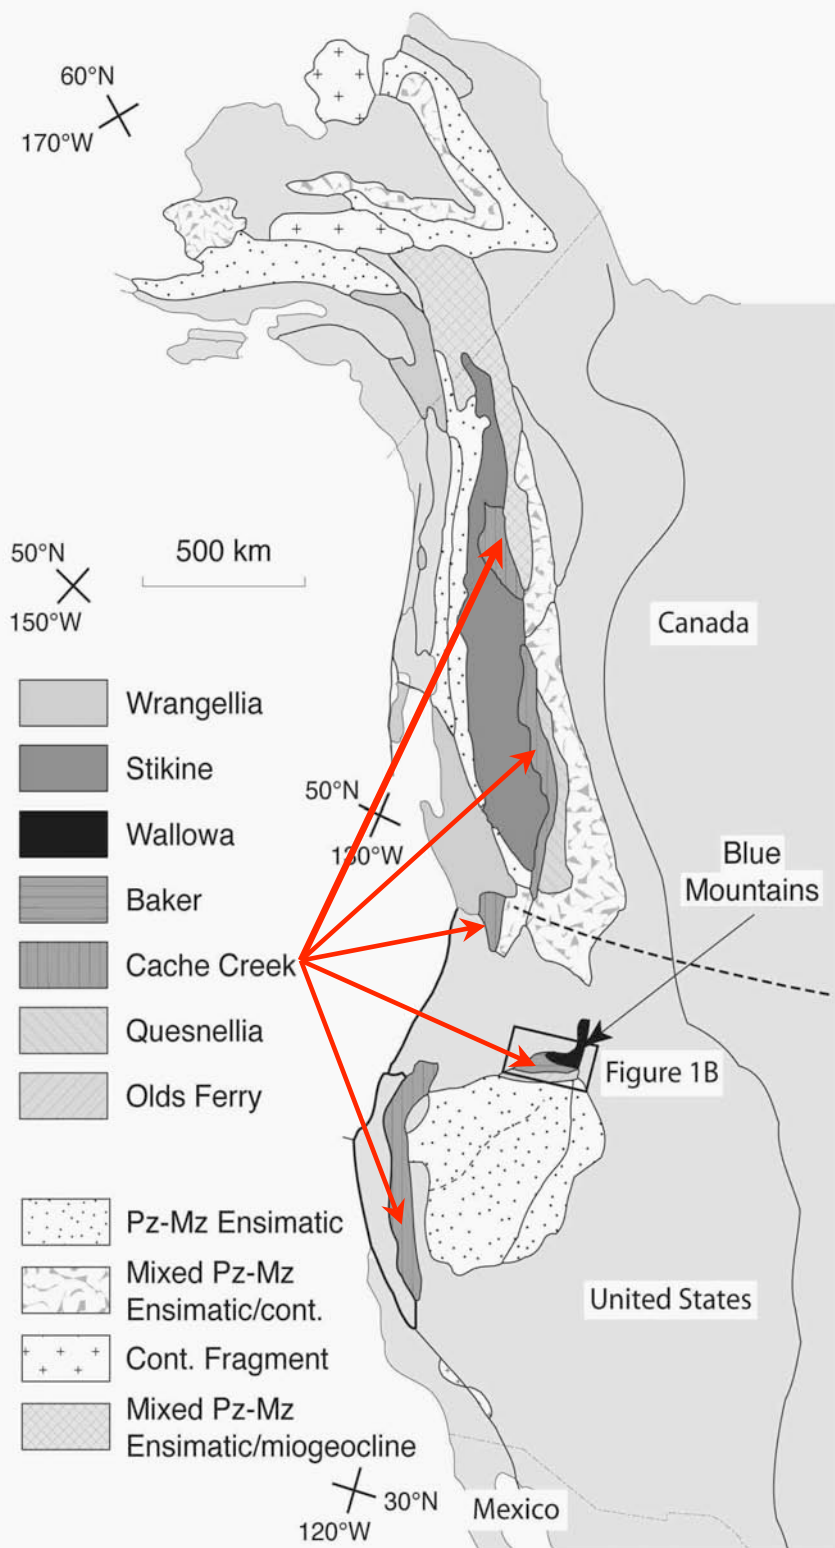 60°N
170°W
50°N
150°W
500 km
Canada
Wrangellia
Stikine
Wallowa
Baker
Cache Creek
Quesnellia
Olds Ferry
50°N
130°W
Blue
Mountains
Figure 1B
Pz-Mz Ensimatic
Mixed Pz-Mz
Ensimatic/cont.
Cont. Fragment
Mixed Pz-Mz
Ensimatic/miogeocline
United States
30°N
120°W
Mexico